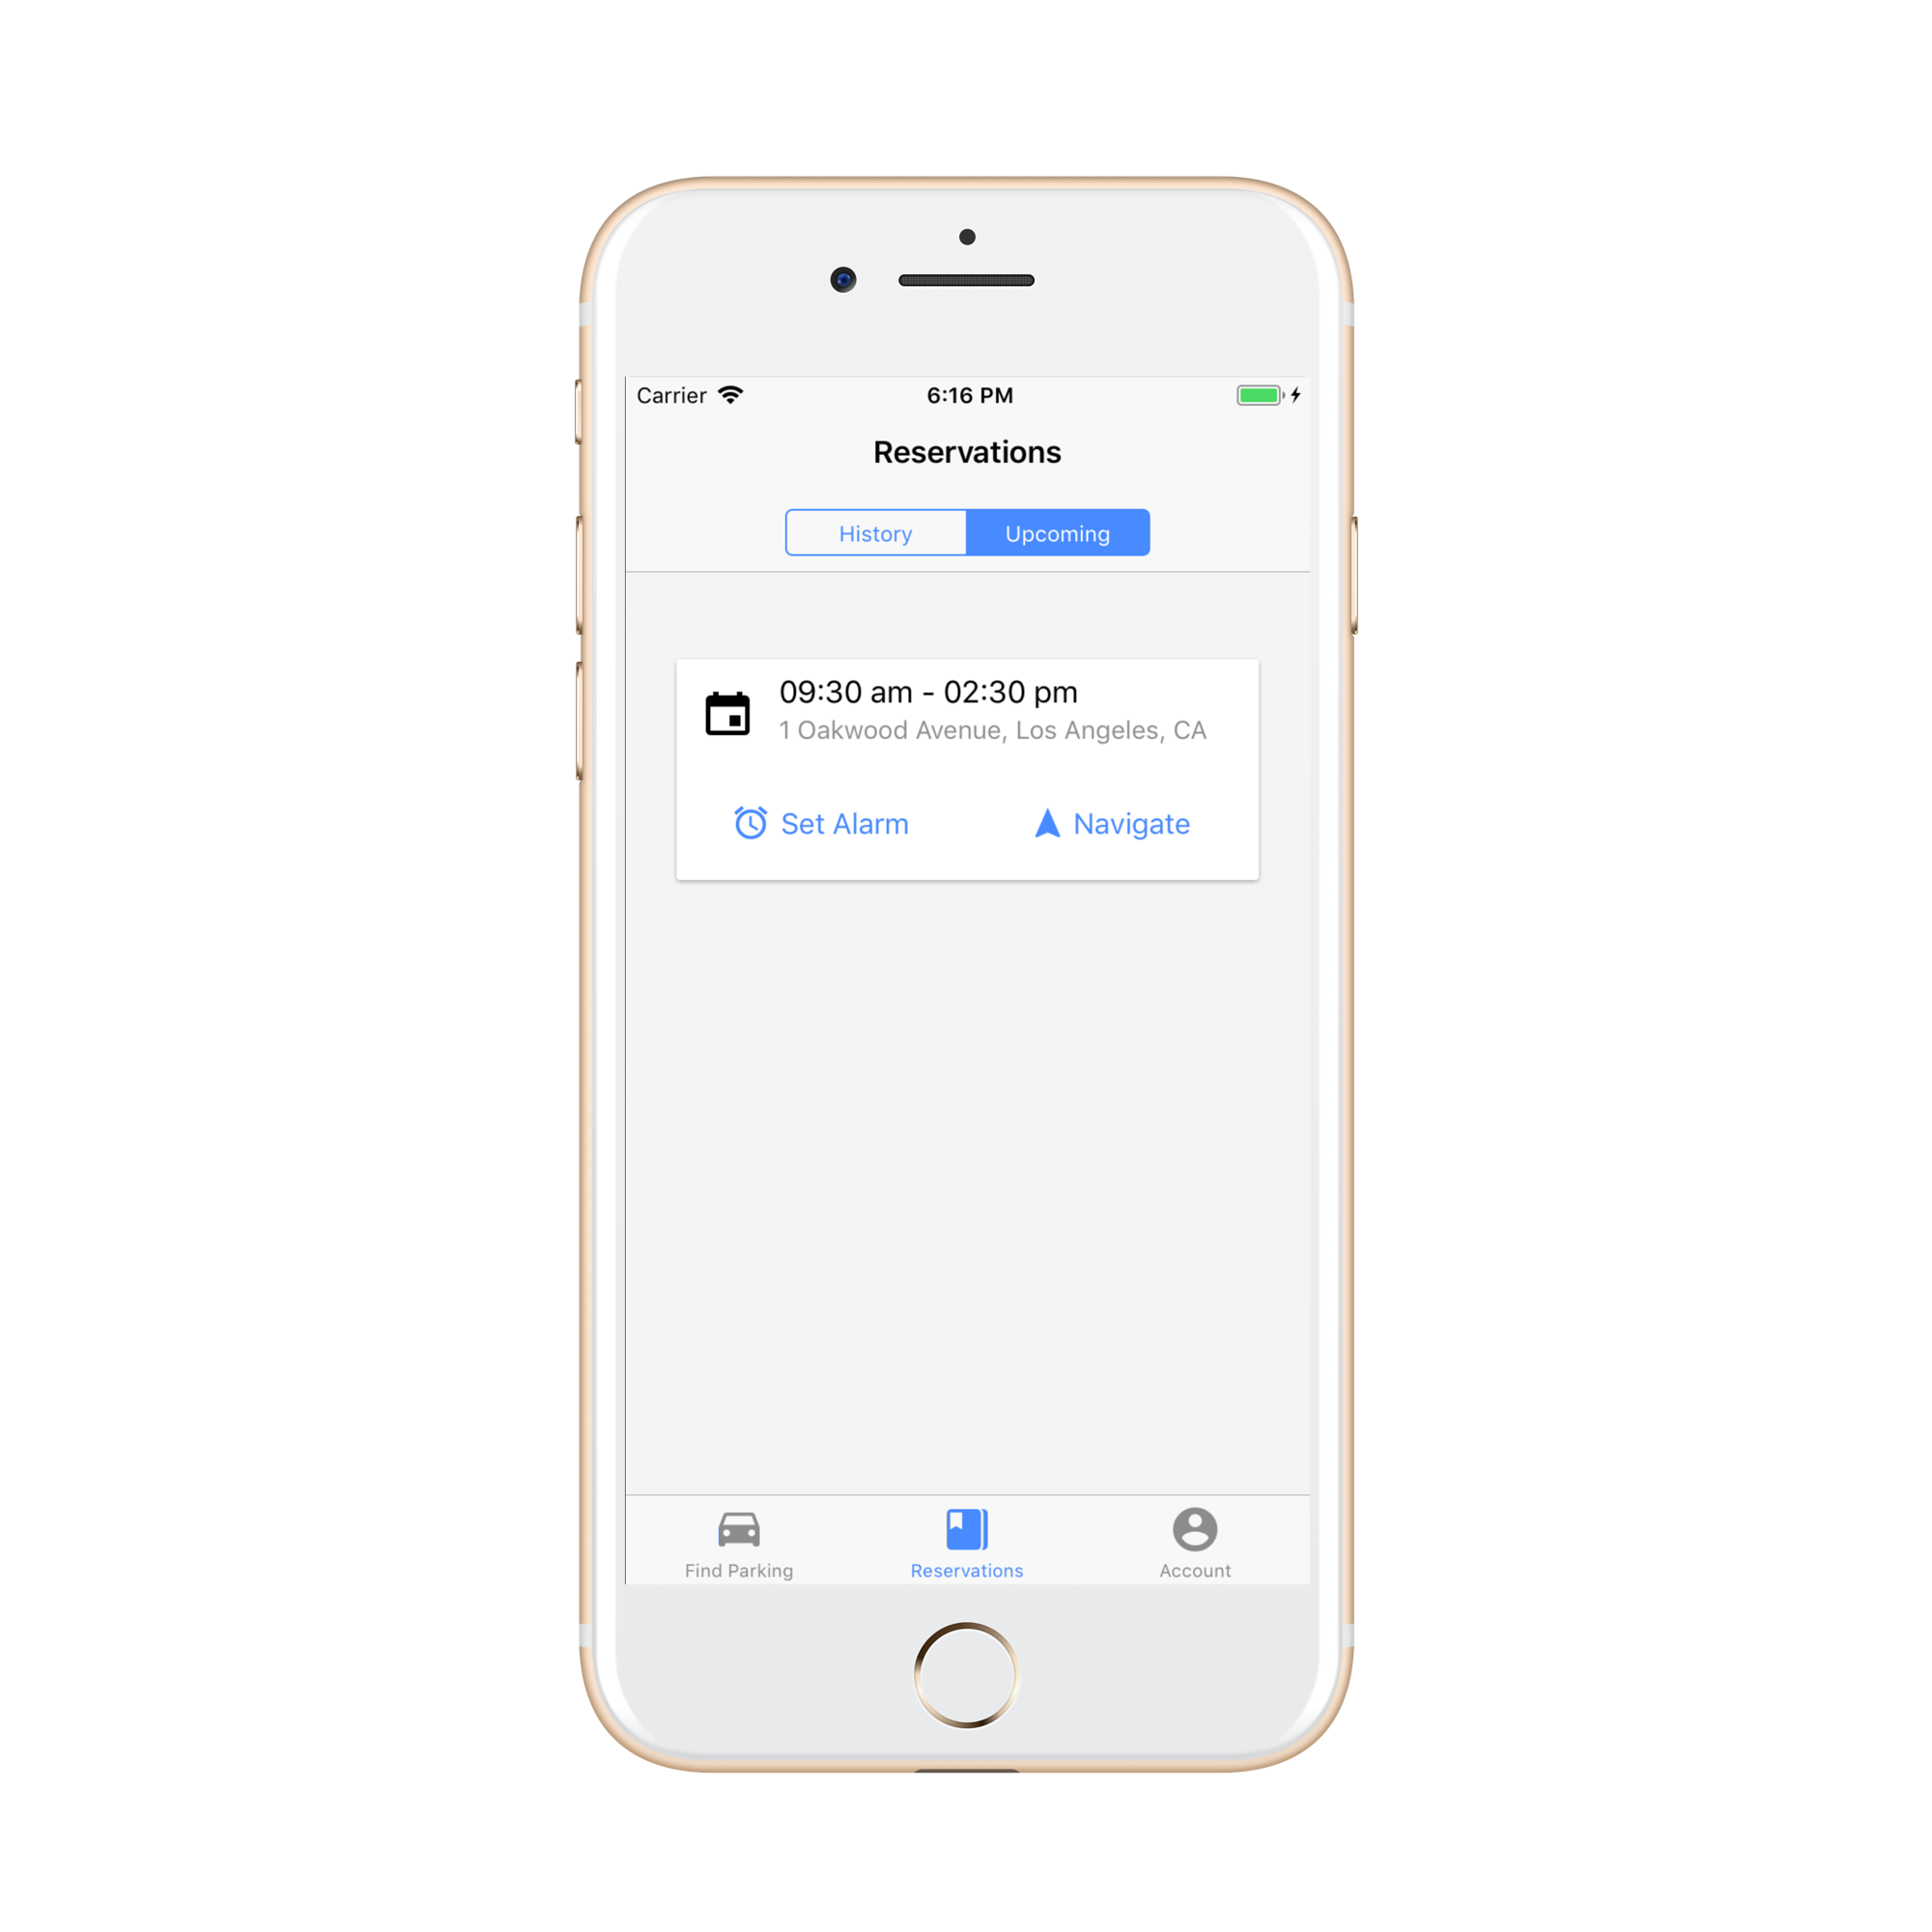 Carrier 6:16 PM
Reservations
History Upcoming
09:30 am - 02:30 pm
1 Oakwood Avenue, Los Angeles, CA
Set Alarm Navigate
Find Parking Reservations Account